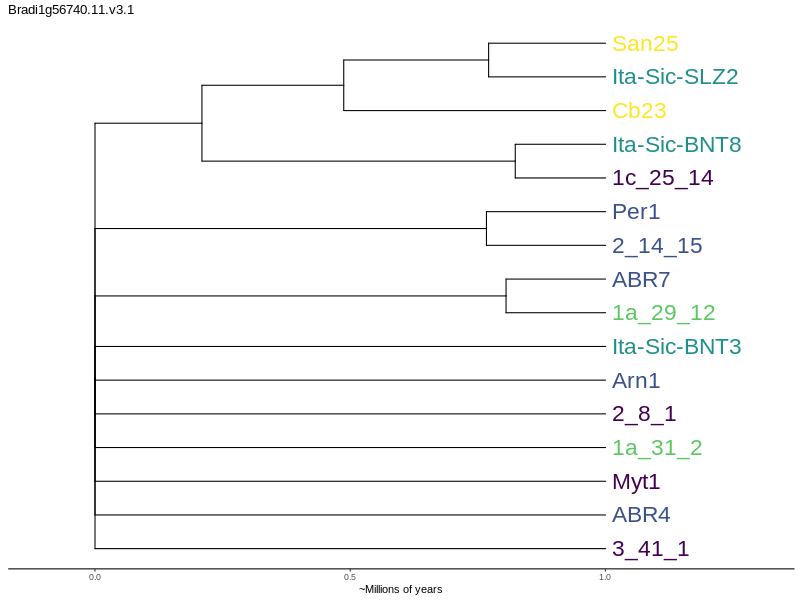 Bradi1g56740.11.v3.1
San25
Ita-Sic-SLZ2
Cb23
Ita-Sic-BNT8
1c_25_14
Per1
2_14_15
ABR7
1a_29_12
Ita-Sic-BNT3
Arn1
2_8_1
1a_31_2
Myt1
ABR4
3_41_1
0.0 0.5 1.0
~Millions of years